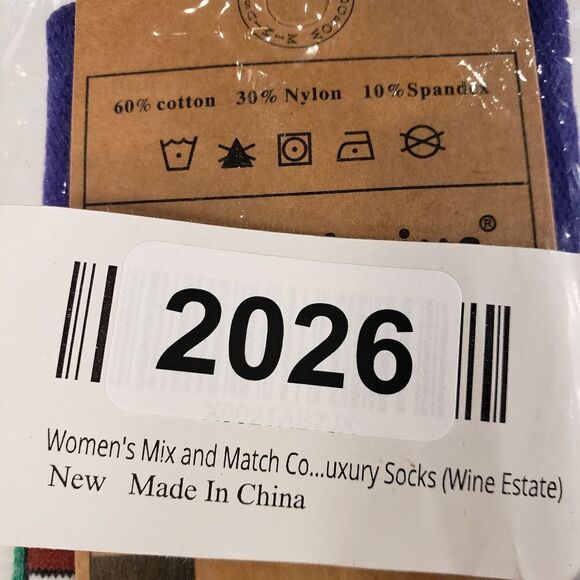 60% cotton 30% Nylon 10% Spandex
®
2026
Women's Mix and Match Co...uxury Socks (Wine Estate)
New Made In China